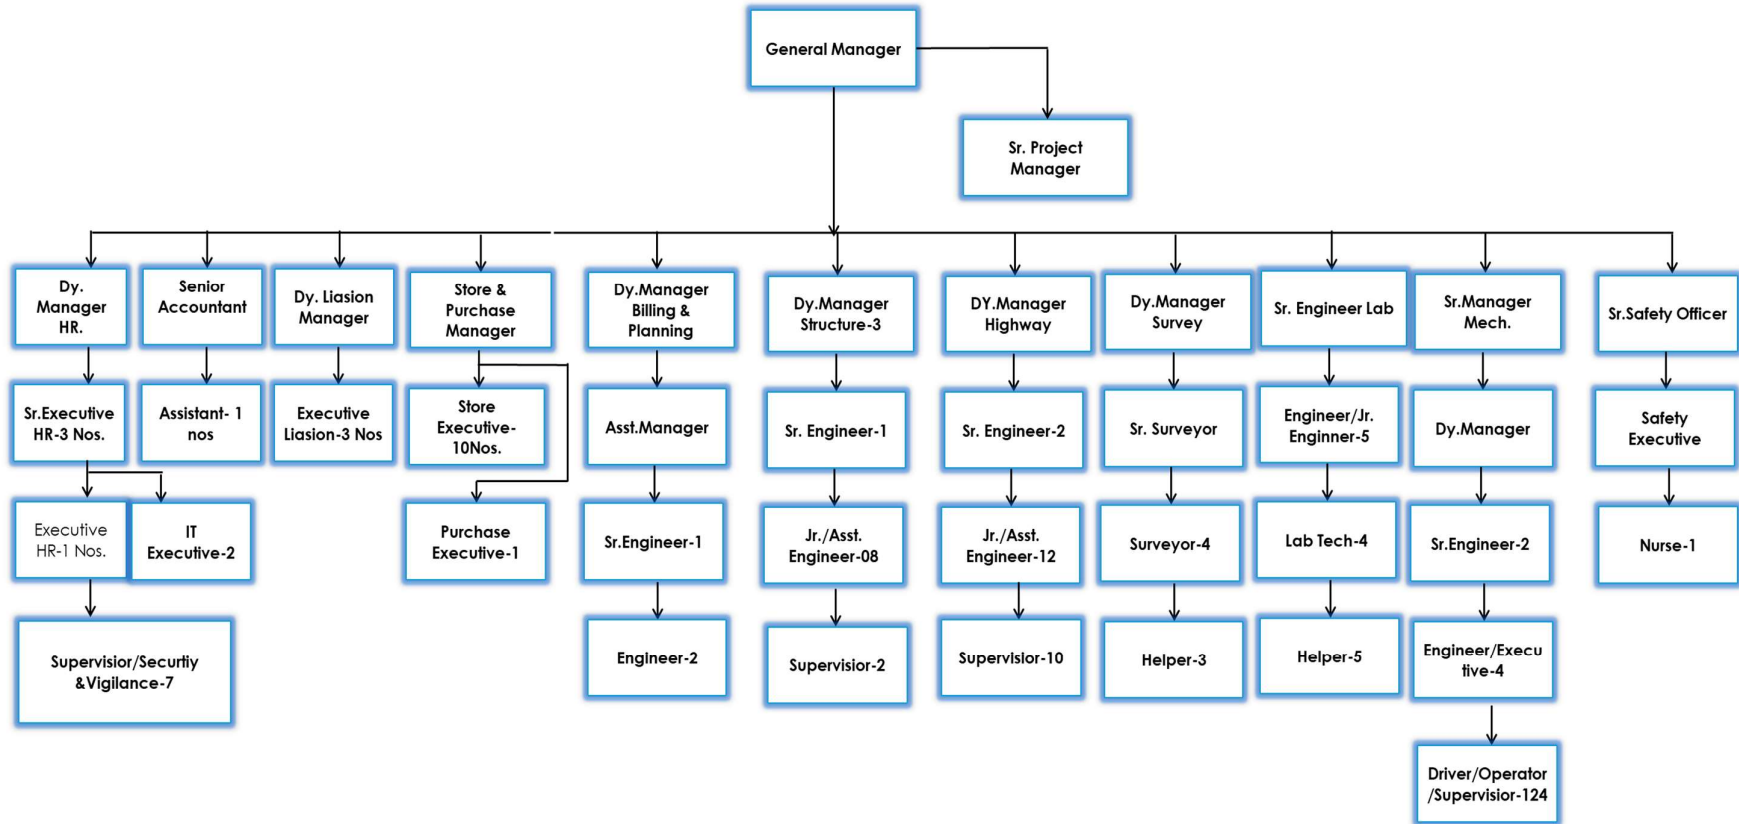 General Manager
Sr. Project
Manager
Dy.
Manager
HR.
Senior
Accountant
Dy. Liasion
Manager
Store &
Purchase
Manager
Dy.Manager
Billing &
Planning
Dy.Manager
Structure-3
DY.Manager
Highway
Dy.Manager
Survey
Sr. Engineer Lab
Sr.Manager
Mech.
Sr.Safety Officer
Sr.Executive
HR-3 Nos.
Assistant- 1
nos
Executive
Liasion-3 Nos
Store
Executive-
10Nos.
Asst.Manager
Sr. Engineer-1
Sr. Engineer-2
Sr. Surveyor
Engineer/Jr.
Enginner-5
Dy.Manager
Safety
Executive
Executive
HR-1 Nos.
IT
Executive-2
Purchase
Executive-1
Sr.Engineer-1
Jr./Asst.
Engineer-08
Jr./Asst.
Engineer-12
Surveyor-4
Lab Tech-4
Sr.Engineer-2
Nurse-1
Supervisior/Securtiy
&Vigilance-7
Engineer-2
Supervisior-2
Supervisior-10
Helper-3
Helper-5
Engineer/Execu
tive-4
Driver/Operator
/Supervisior-124